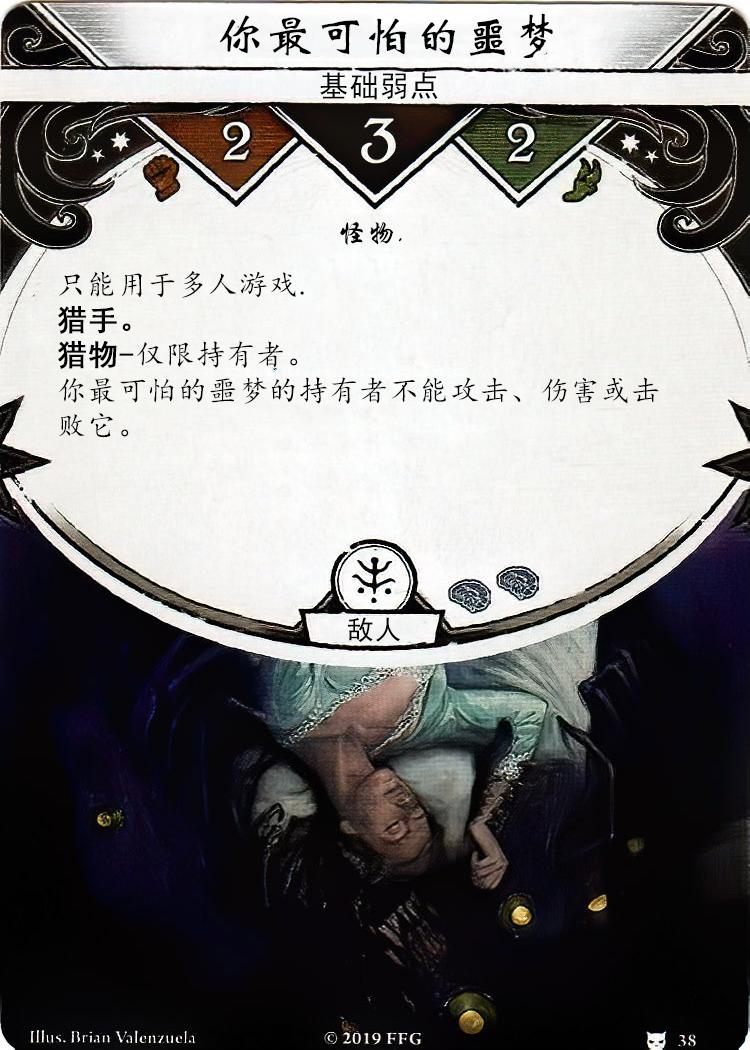 你最可怕的噩梦
基础弱点
2 3 2
怪物.
只能用于多人游戏.
猎手。
猎物–仅限持有者。
你最可怕的噩梦的持有者不能攻击、伤害或击
败它。
敌人
Illus. Brian Valenzuela © 2019 FFG 38